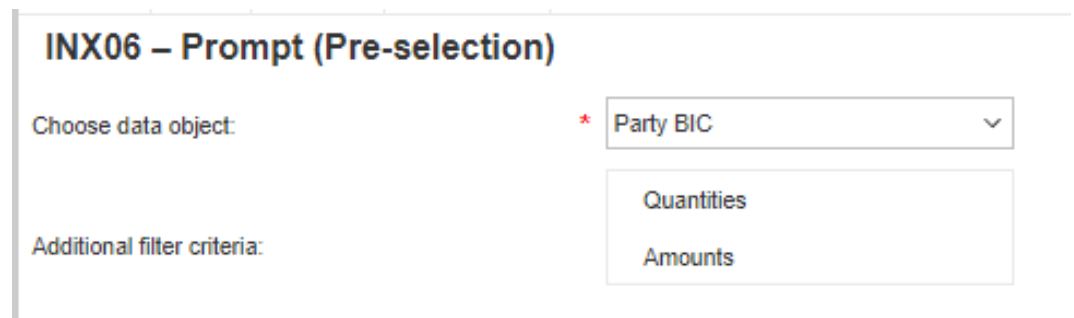 INX06 – Prompt (Pre-selection)
Choose data object: * Party BIC
Quantities
Additional filter criteria:
Amounts